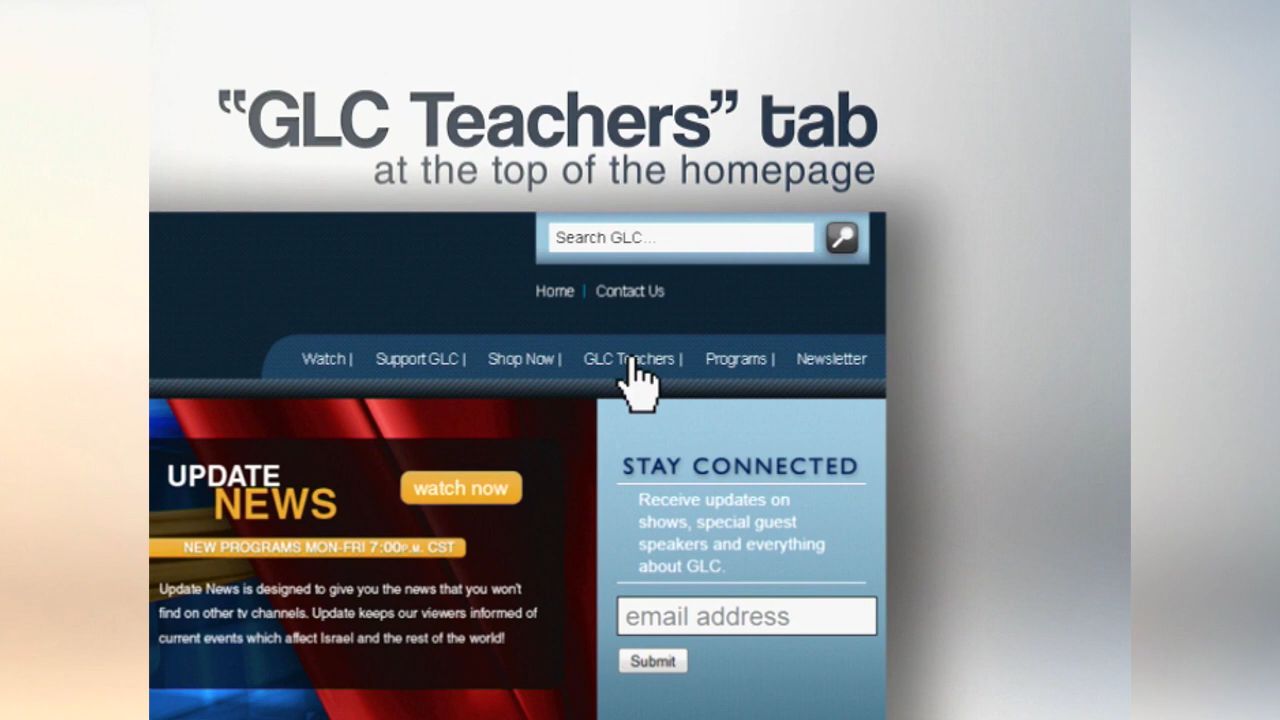 “GLC Teachers” tab
at the top of the homepage
Search GLC...
Home | Contact Us
Watch | Support GLC | Shop Now | GLC Teachers | Programs | Newsletter
UPDATE
NEWS
watch now
NEW PROGRAMS MON-FRI 7:00P.M. CST
Update News is designed to give you the news that you won't
find on other tv channels. Update keops our viewers informed of
current events which affect Israel and the rest of the world!
STAY CONNECTED
Receive updates on
shows, special guest
speakers and everything
about GLC.
email address
Submit